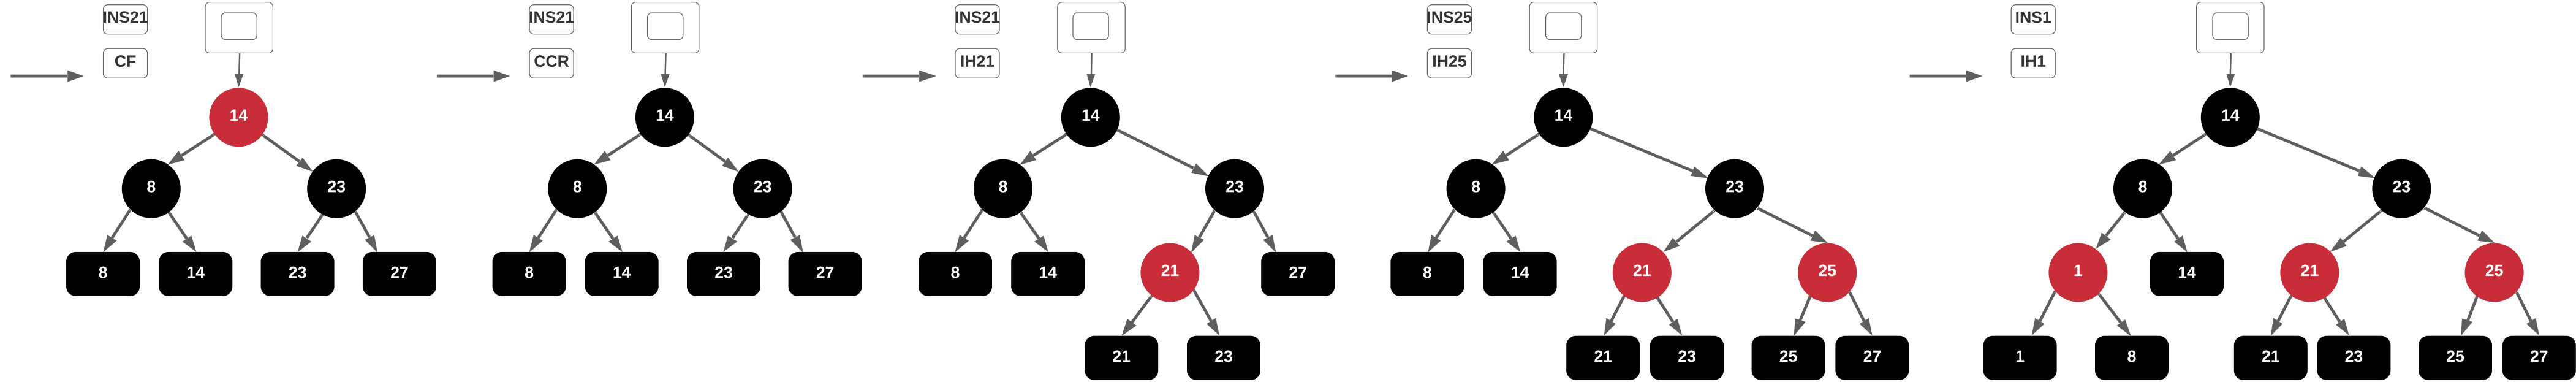 INS21
CF
14
8 23
8 14 23 27
INS21
CCR
14
8 23
8 14 23 27
INS21
IH21
14
8 23
8 14 21 27
21 23
INS25
IH25
14
8 23
8 14 21 25
21 23 25 27
INS1
IH1
14
8 23
1 14 21 25
1 8 21 23 25 27